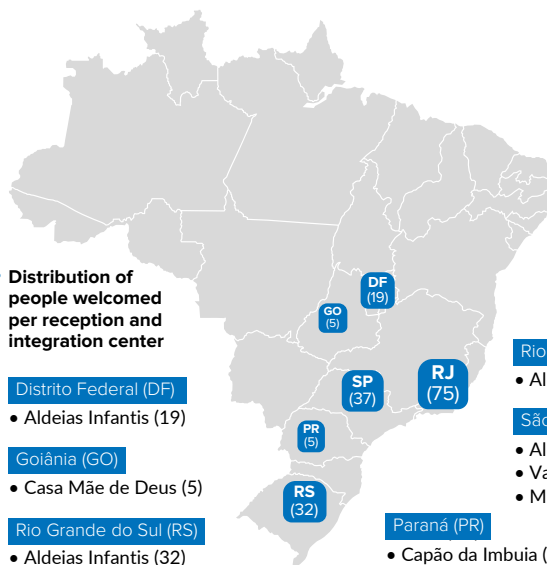 DF
(19)
GO
(5)
Distribution of
people welcomed
per reception and
integration center
SP
(37)
RJ
(75)
PR
(5)
RS
(32)
Distrito Federal (DF)
• Aldeias Infantis (19)
Goiânia (GO)
• Casa Mãe de Deus (5)
Rio Grande do Sul (RS)
• Aldeias Infantis (32)
Rio
• Al
São
• Al
• Va
• M
Paraná (PR)
• Capão da Imbuia (